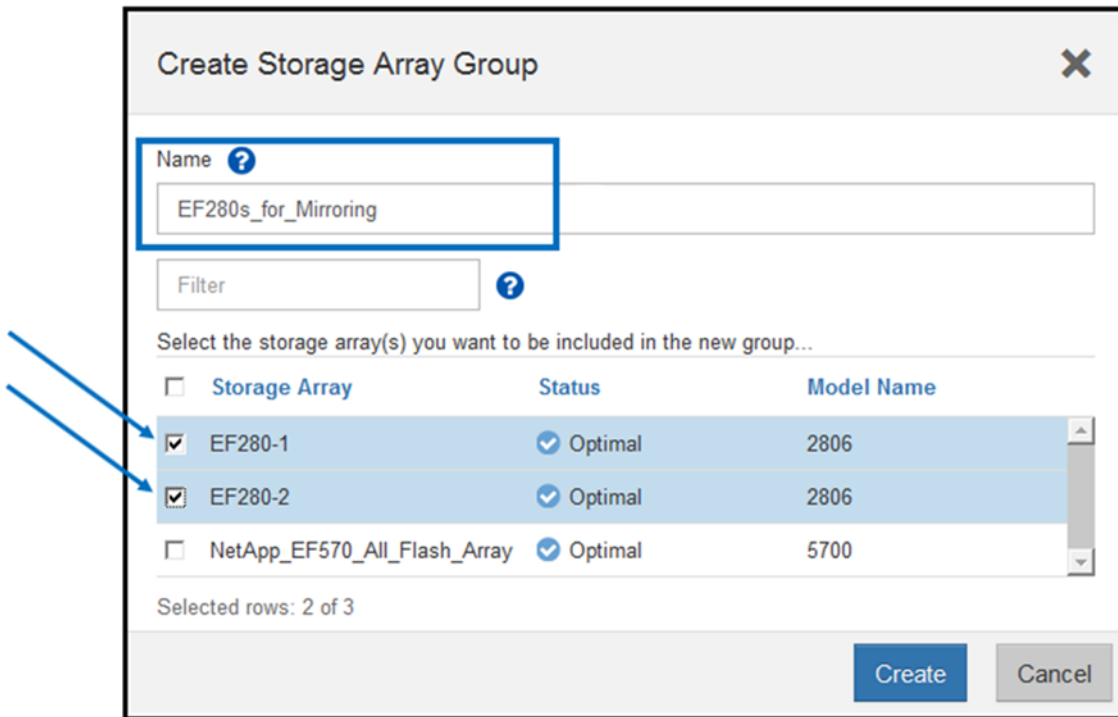 Create Storage Array Group
Name
EF280s_for_Mirroring
Filter
Select the storage array(s) you want to be included in the new group...
Storage Array Status Model Name
EF280-1 Optimal 2806
EF280-2 Optimal 2806
NetApp_EF570_All_Flash_Array Optimal 5700
Selected rows: 2 of 3
Create Cancel